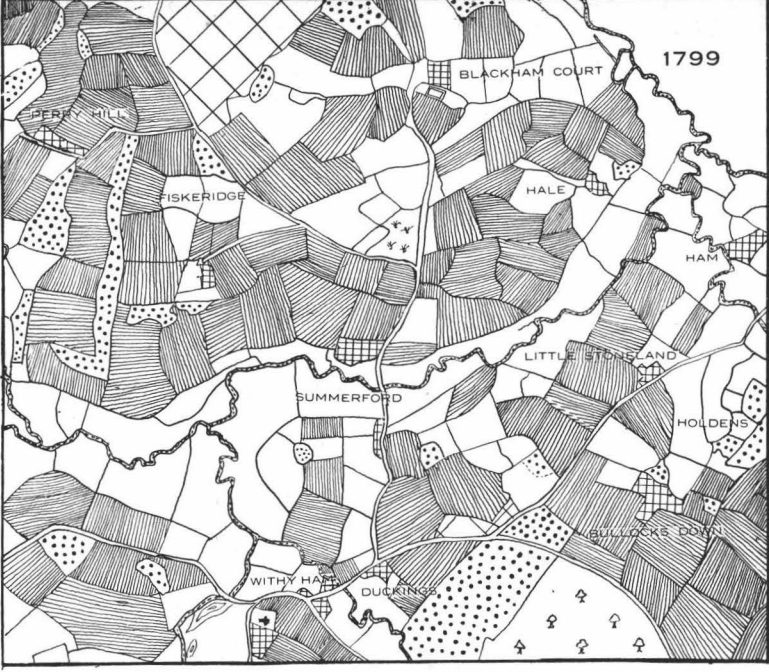 1799
BLACKHAM COURT
PERRY HILL
FISKERIDGE
HALE
HAM
LITTLE STONELAND
SUMMERFORD
HOLDENS
BULLOCKS DOWN
WITHY HAM
DUCKINGS